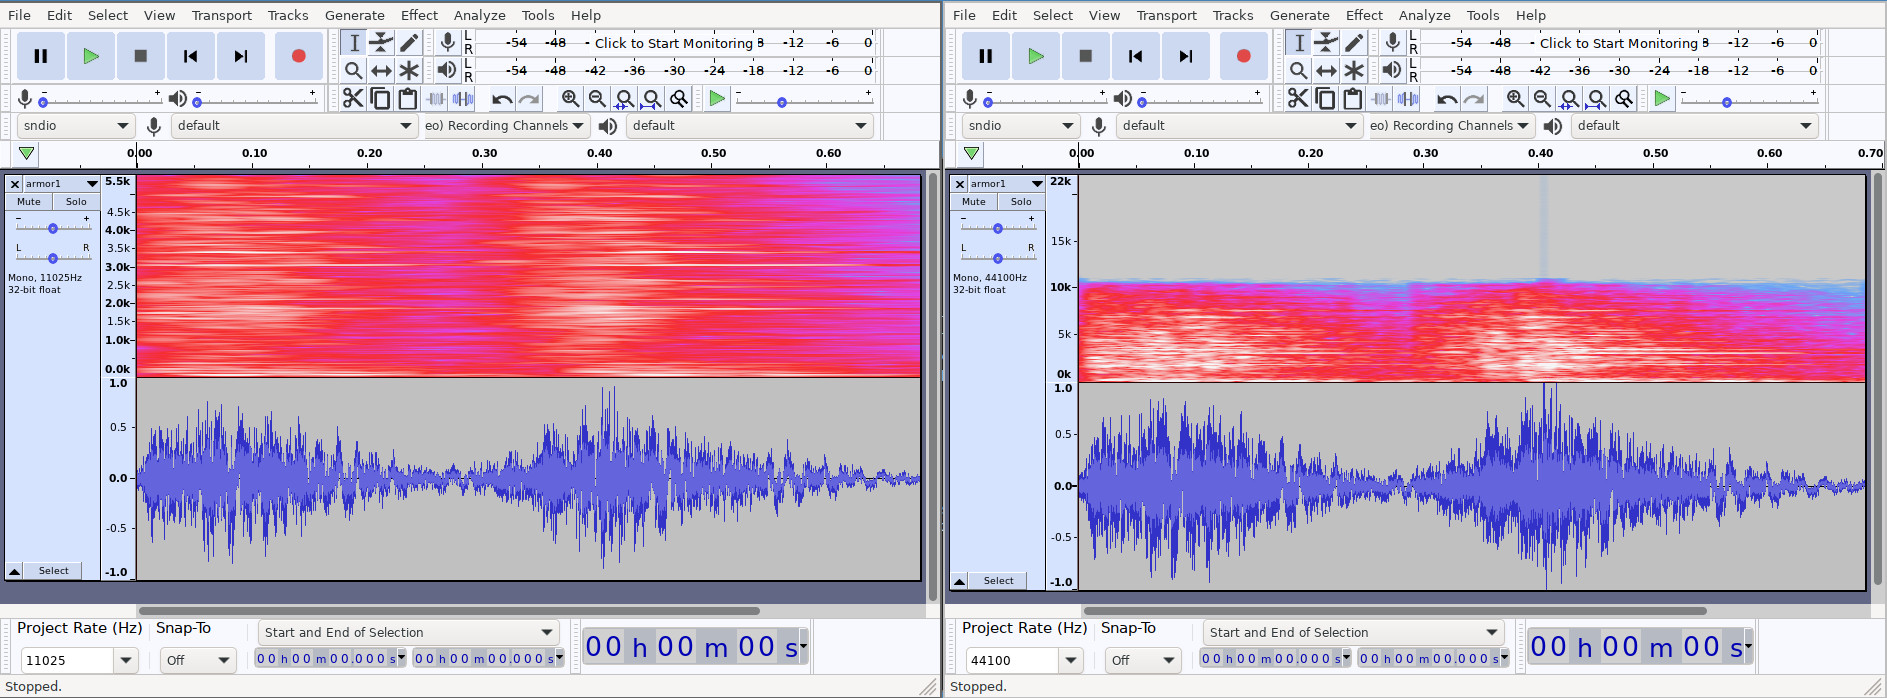 File Edit Select View Transport Tracks Generate Effect Analyze Tools Help
L R -54 -48 - Click to Start Monitoring 8 -12 -6 0
L R -54 -48 -42 -36 -30 -24 -18 -12 -6 0
- + - + - +
sndio default eo) Recording Channels default
0.00 0.10 0.20 0.30 0.40 0.50 0.60
armor1
Mute Solo
- +
L R
Mono, 11025Hz
32-bit float
5.5k
4.5k
4.0k
3.5k
3.0k
2.5k
2.0k
1.5k
1.0k
0.0k
1.0
0.5
0.0
-0.5
-1.0
Select
Project Rate (Hz) Snap-To Start and End of Selection
11025 Off 00 h 00 m 00.000 s 00 h 00 m 00.000 s 00 h 00 m 00 s
Stopped.
File Edit Select View Transport Tracks Generate Effect Analyze Tools Help
L R -54 -48 - Click to Start Monitoring 8 -12 -6 0
L R -54 -48 -42 -36 -30 -24 -18 -12 -6 0
- + - + - +
sndio default eo) Recording Channels default
0.00 0.10 0.20 0.30 0.40 0.50 0.60 0.70
armor1
Mute Solo
- +
L R
Mono, 44100Hz
32-bit float
22k
15k
10k
5k
0k
1.0
0.5
0.0
-0.5
-1.0
Select
Project Rate (Hz) Snap-To Start and End of Selection
44100 Off 00 h 00 m 00.000 s 00 h 00 m 00.000 s 00 h 00 m 00 s
Stopped.